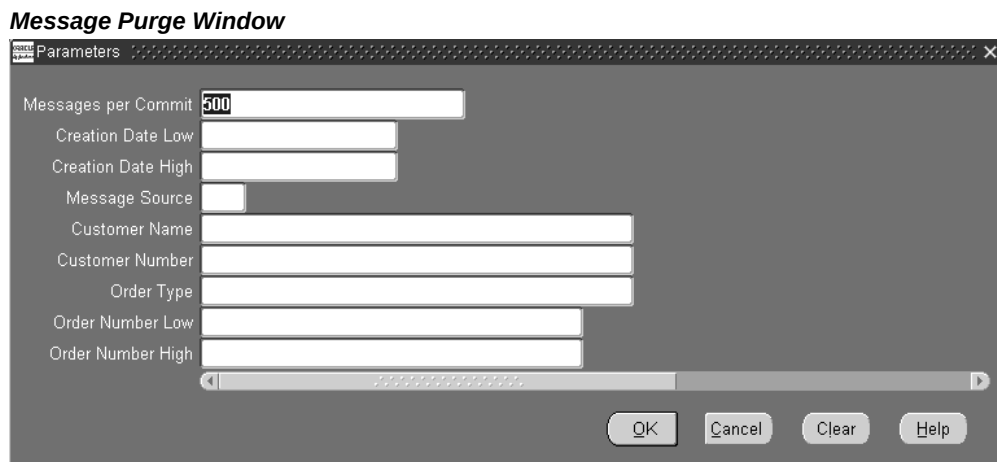 Message Purge Window
Parameters
Messages per Commit 500
Creation Date Low
Creation Date High
Message Source
Customer Name
Customer Number
Order Type
Order Number Low
Order Number High
OK Cancel Clear Help